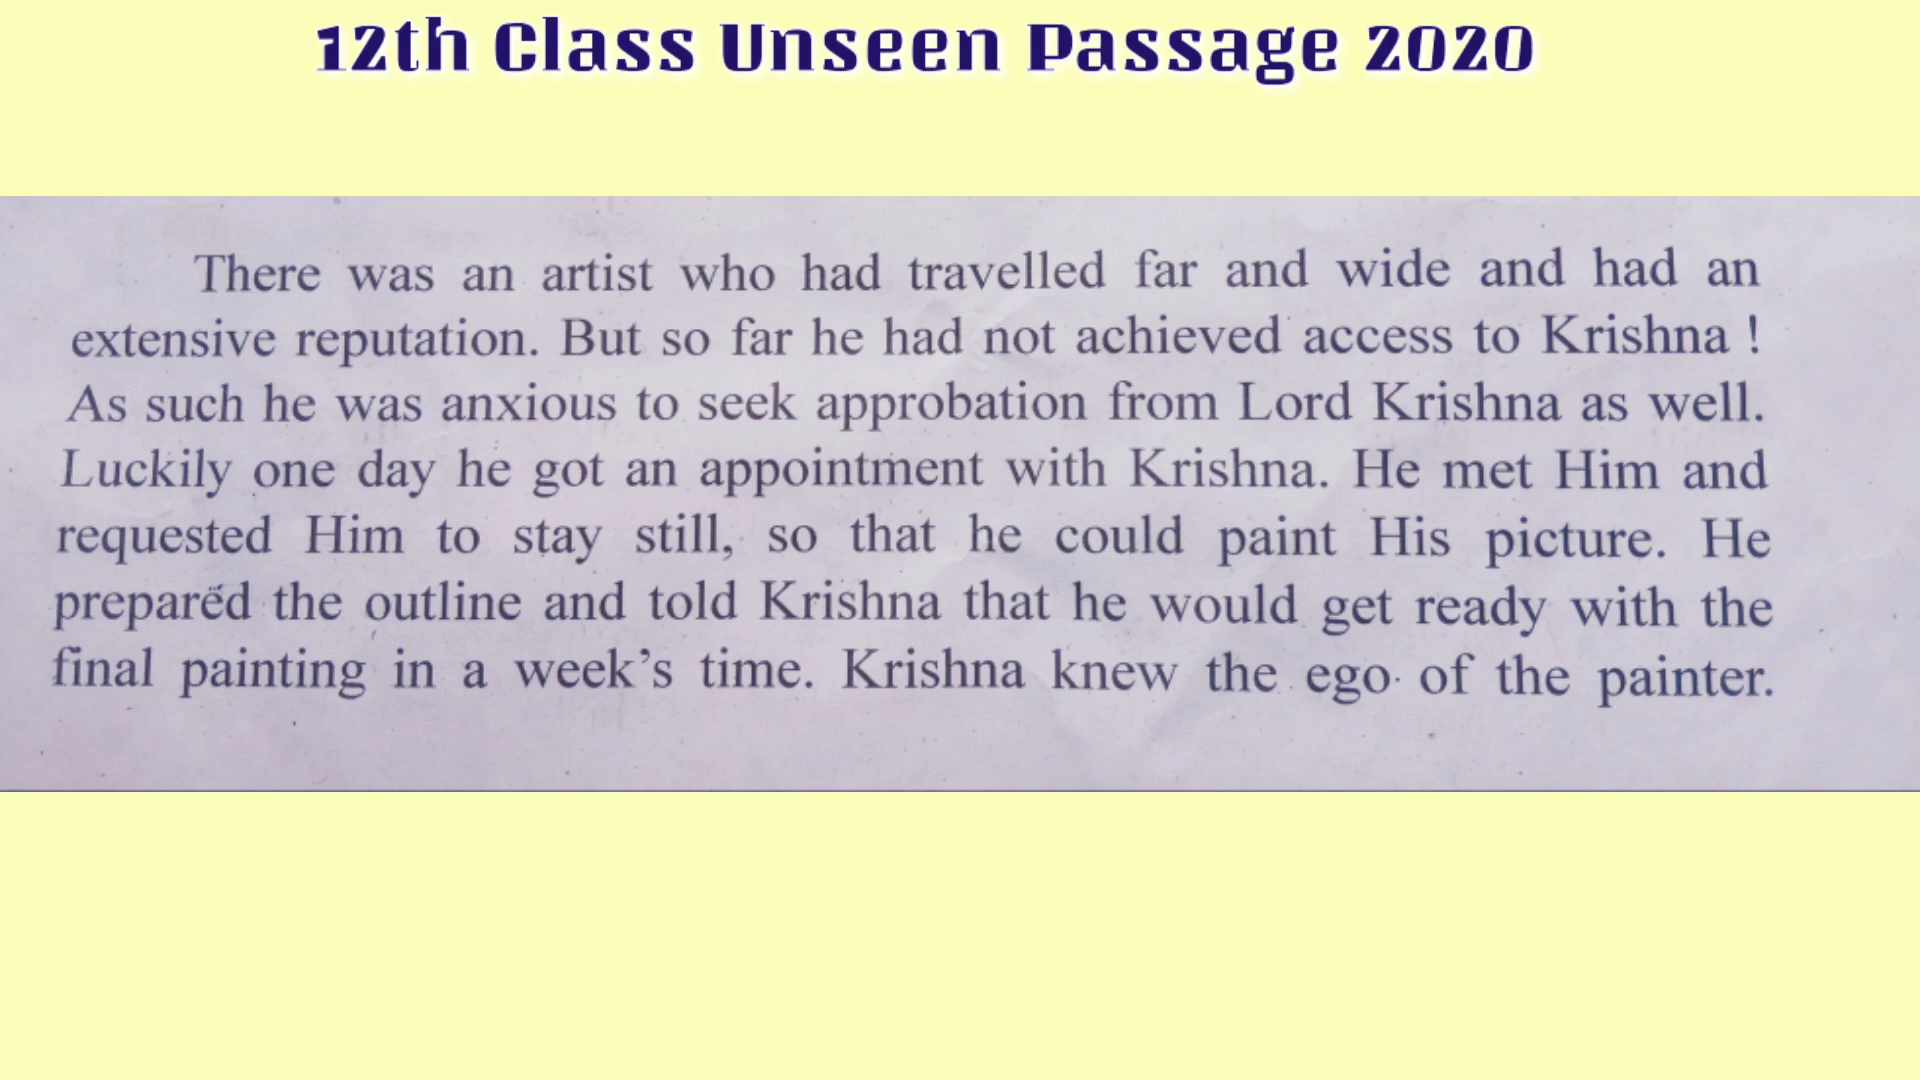 12th Class Unseen Passage 2020
There was an artist who had travelled far and wide and had an
extensive reputation. But so far he had not achieved access to Krishna !
As such he was anxious to seek approbation from Lord Krishna as well.
Luckily one day he got an appointment with Krishna. He met Him and
requested Him to stay still, so that he could paint His picture. He
prepared the outline and told Krishna that he would get ready with the
final painting in a week’s time. Krishna knew the ego of the painter.